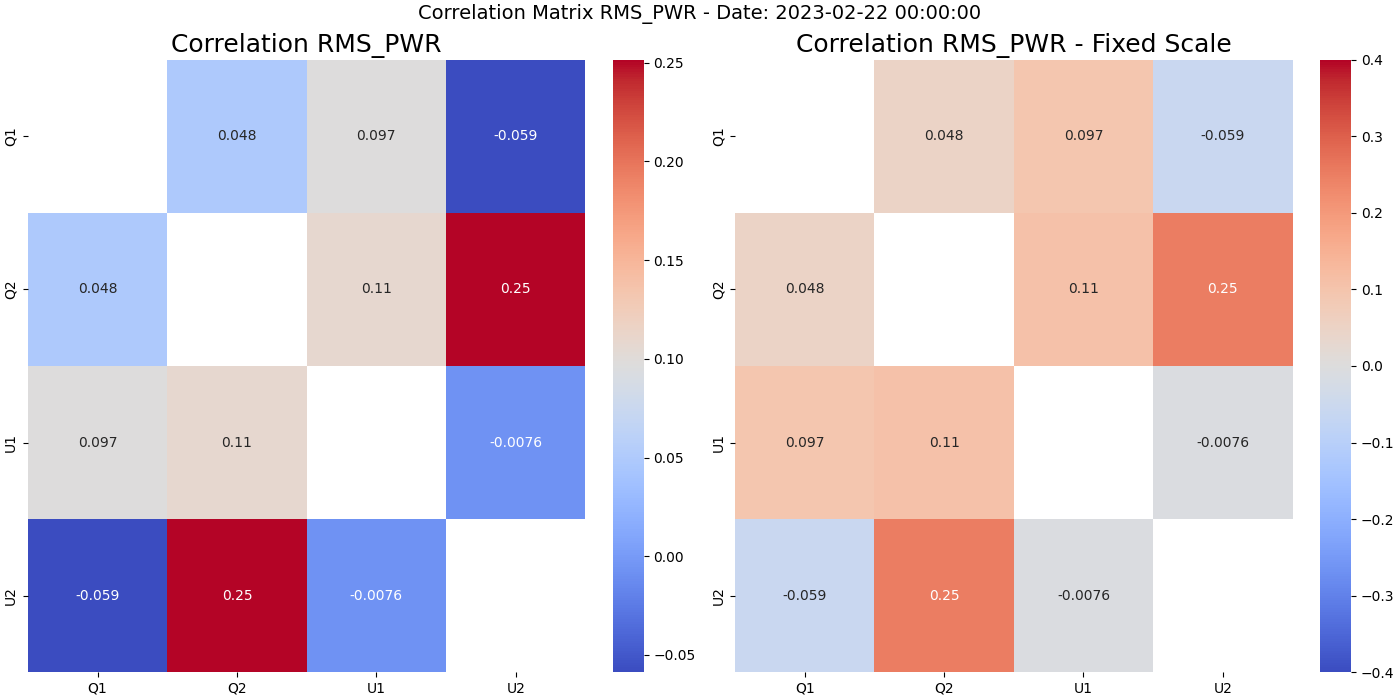 Correlation Matrix RMS_PWR - Date: 2023-02-22 00:00:00
Correlation RMS_PWR
Q1
0.048
0.097
-0.059
Q2
0.048
0.11
0.25
U1
0.097
0.11
-0.0076
U2
-0.059
0.25
-0.0076
Q1
Q2
U1
U2
0.25
0.20
0.15
0.10
0.05
0.00
−0.05
Correlation RMS_PWR - Fixed Scale
Q1
0.048
0.097
-0.059
Q2
0.048
0.11
0.25
U1
0.097
0.11
-0.0076
U2
-0.059
0.25
-0.0076
Q1
Q2
U1
U2
0.4
0.3
0.2
0.1
0.0
−0.1
−0.2
−0.3
−0.4